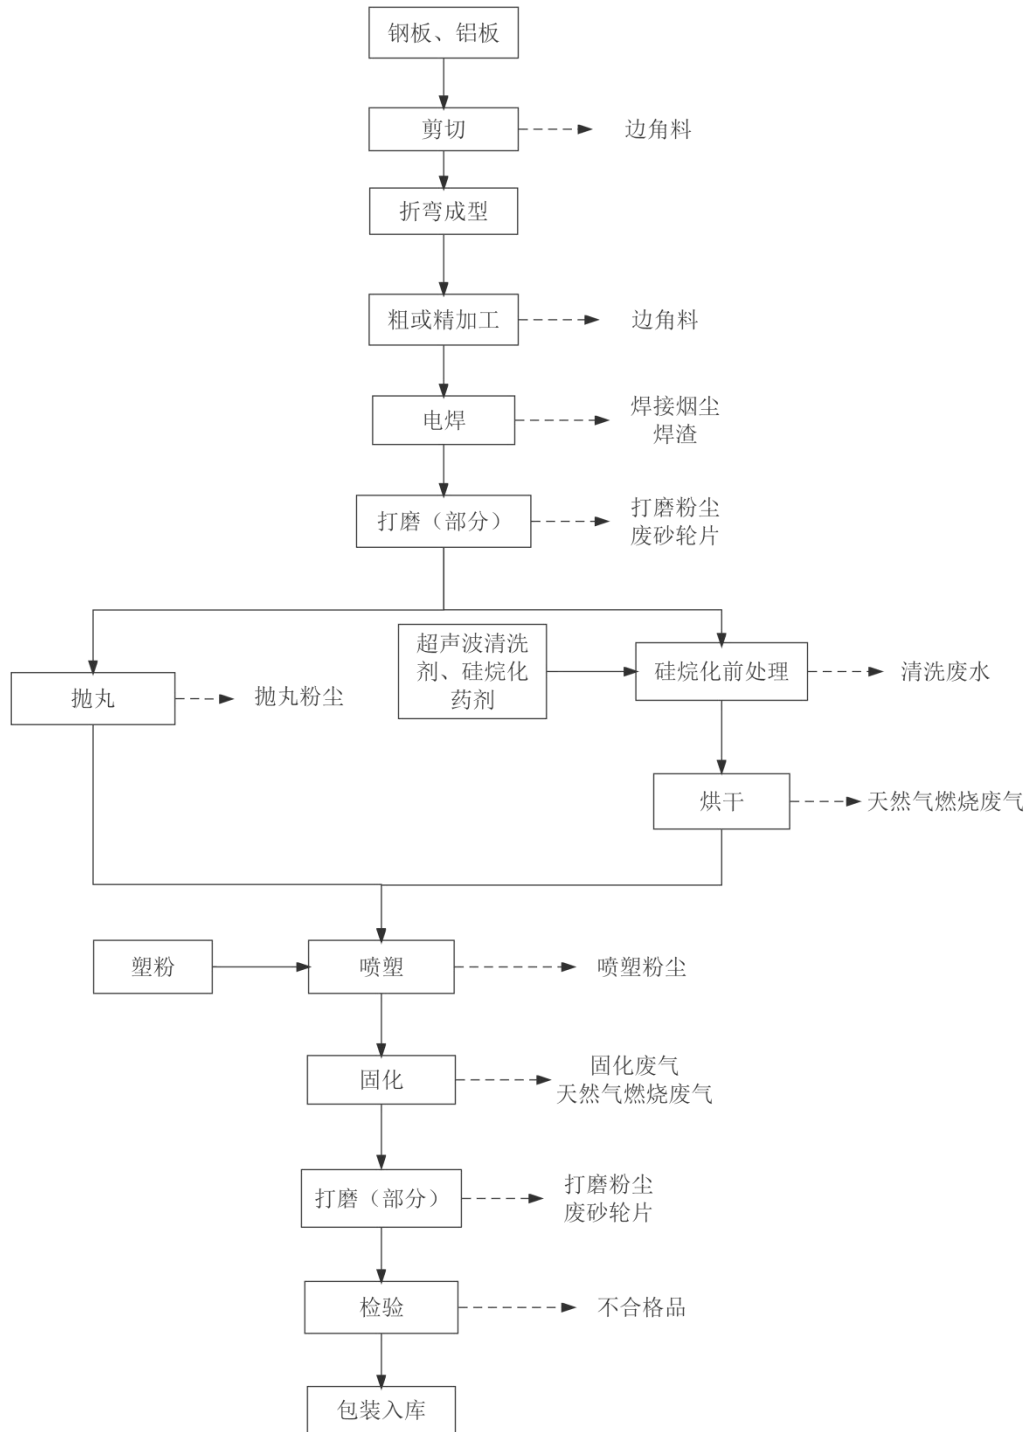 钢板、铝板
剪切
边角料
折弯成型
粗或精加工
边角料
电焊
焊接烟尘
焊渣
打磨（部分）
打磨粉尘
废砂轮片
抛丸
抛丸粉尘
超声波清洗
剂、硅烷化
药剂
硅烷化前处理
清洗废水
烘干
天然气燃烧废气
塑粉
喷塑
喷塑粉尘
固化
固化废气
天然气燃烧废气
打磨（部分）
打磨粉尘
废砂轮片
检验
不合格品
包装入库